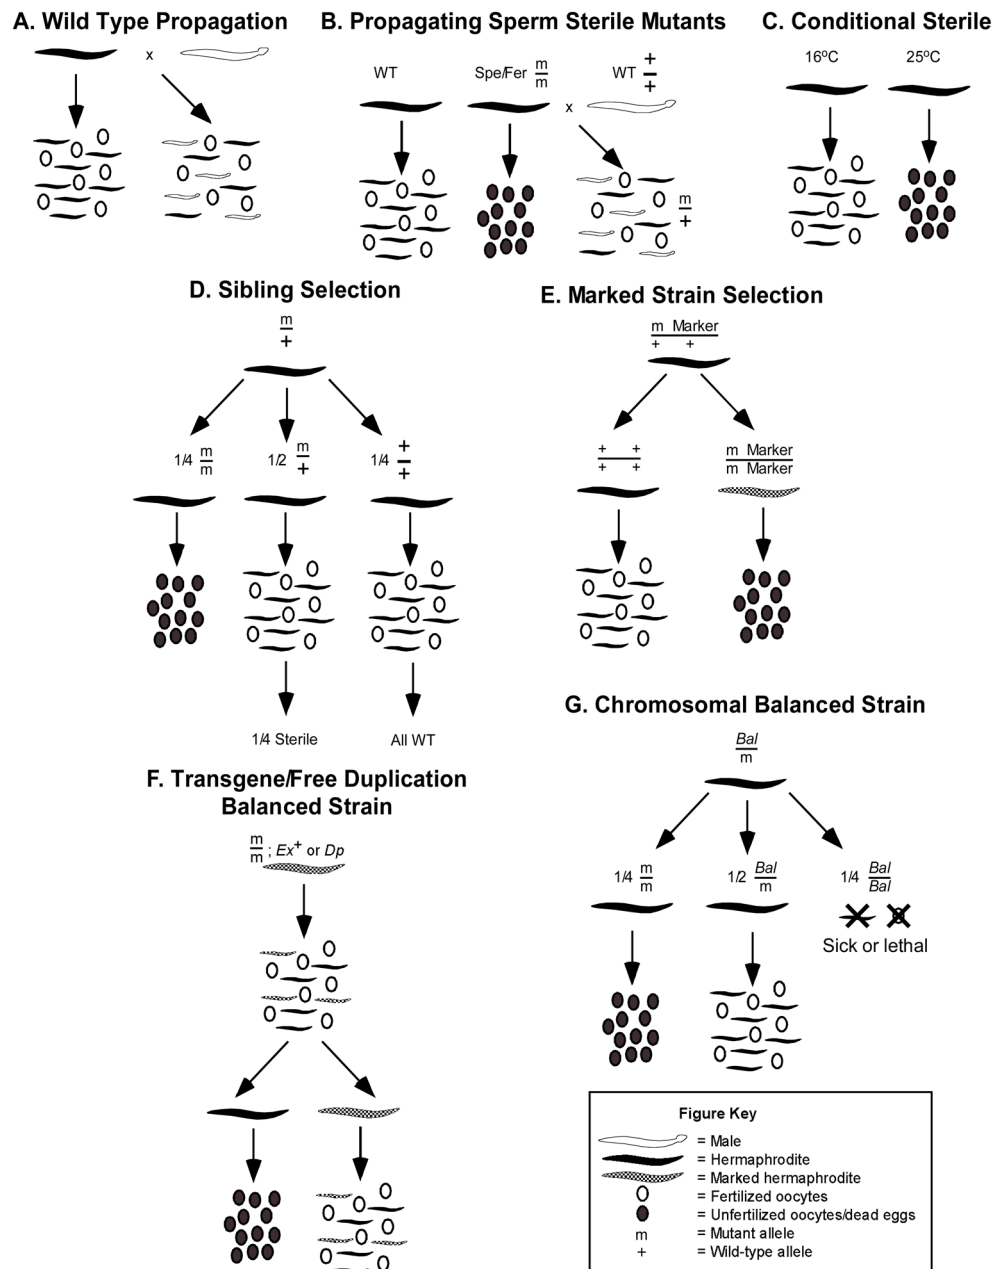 A. Wild Type Propagation
x
B. Propagating Sperm Sterile Mutants
WT
Spe/Fer m
m
WT +
+
x
m
+
C. Conditional Sterile
16ºC 25ºC
D. Sibling Selection
m
+
1/4 m
m
1/2 m
+
1/4 +
+
1/4 Sterile
All WT
E. Marked Strain Selection
m Marker
+ +
+ +
+ +
m Marker
m Marker
F. Transgene/Free Duplication
Balanced Strain
m
m ; Ex+ or Dp
G. Chromosomal Balanced Strain
Bal
m
1/4 m
m
1/2 Bal
m
1/4 Bal
Bal
Sick or lethal
Figure Key
= Male
= Hermaphrodite
= Marked hermaphrodite
= Fertilized oocytes
= Unfertilized oocytes/dead eggs
m = Mutant allele
+ = Wild-type allele